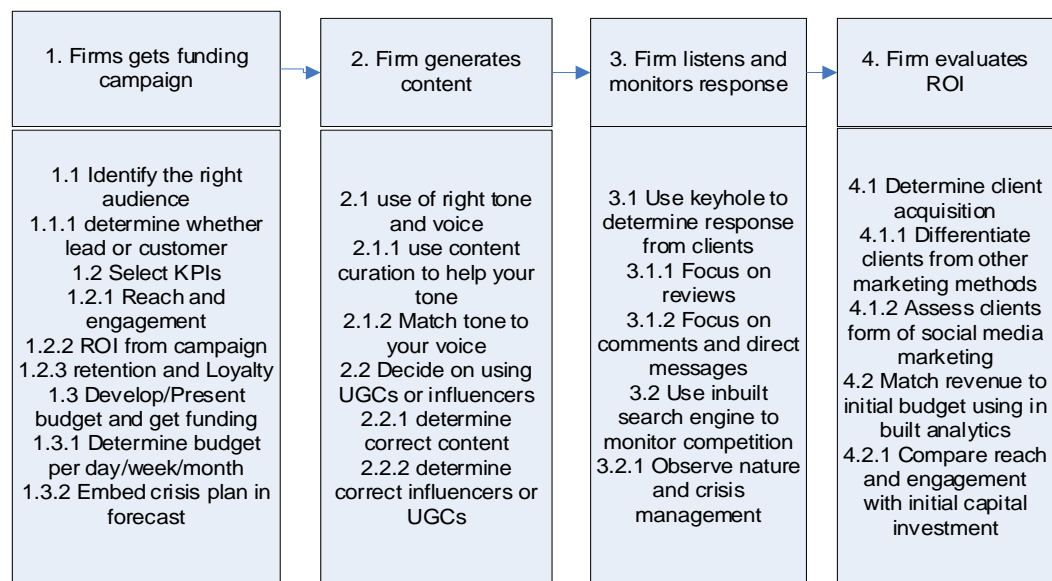 1. Firms gets funding
campaign
2. Firm generates
content
3. Firm listens and
monitors response
4. Firm evaluates
ROI
1.1 Identify the right
audience
1.1.1 determine whether
lead or customer
1.2 Select KPIs
1.2.1 Reach and
engagement
1.2.2 ROI from campaign
1.2.3 retention and Loyalty
1.3 Develop/Present
budget and get funding
1.3.1 Determine budget
per day/week/month
1.3.2 Embed crisis plan in
forecast
2.1 use of right tone
and voice
2.1.1 use content
curation to help your
tone
2.1.2 Match tone to
your voice
2.2 Decide on using
UGCs or influencers
2.2.1 determine
correct content
2.2.2 determine
correct influencers or
UGCs
3.1 Use keyhole to
determine response
from clients
3.1.1 Focus on
reviews
3.1.2 Focus on
comments and direct
messages
3.2 Use inbuilt
search engine to
monitor competition
3.2.1 Observe nature
and crisis
management
4.1 Determine client
acquisition
4.1.1 Differentiate
clients from other
marketing methods
4.1.2 Assess clients
form of social media
marketing
4.2 Match revenue to
initial budget using in
built analytics
4.2.1 Compare reach
and engagement
with initial capital
investment